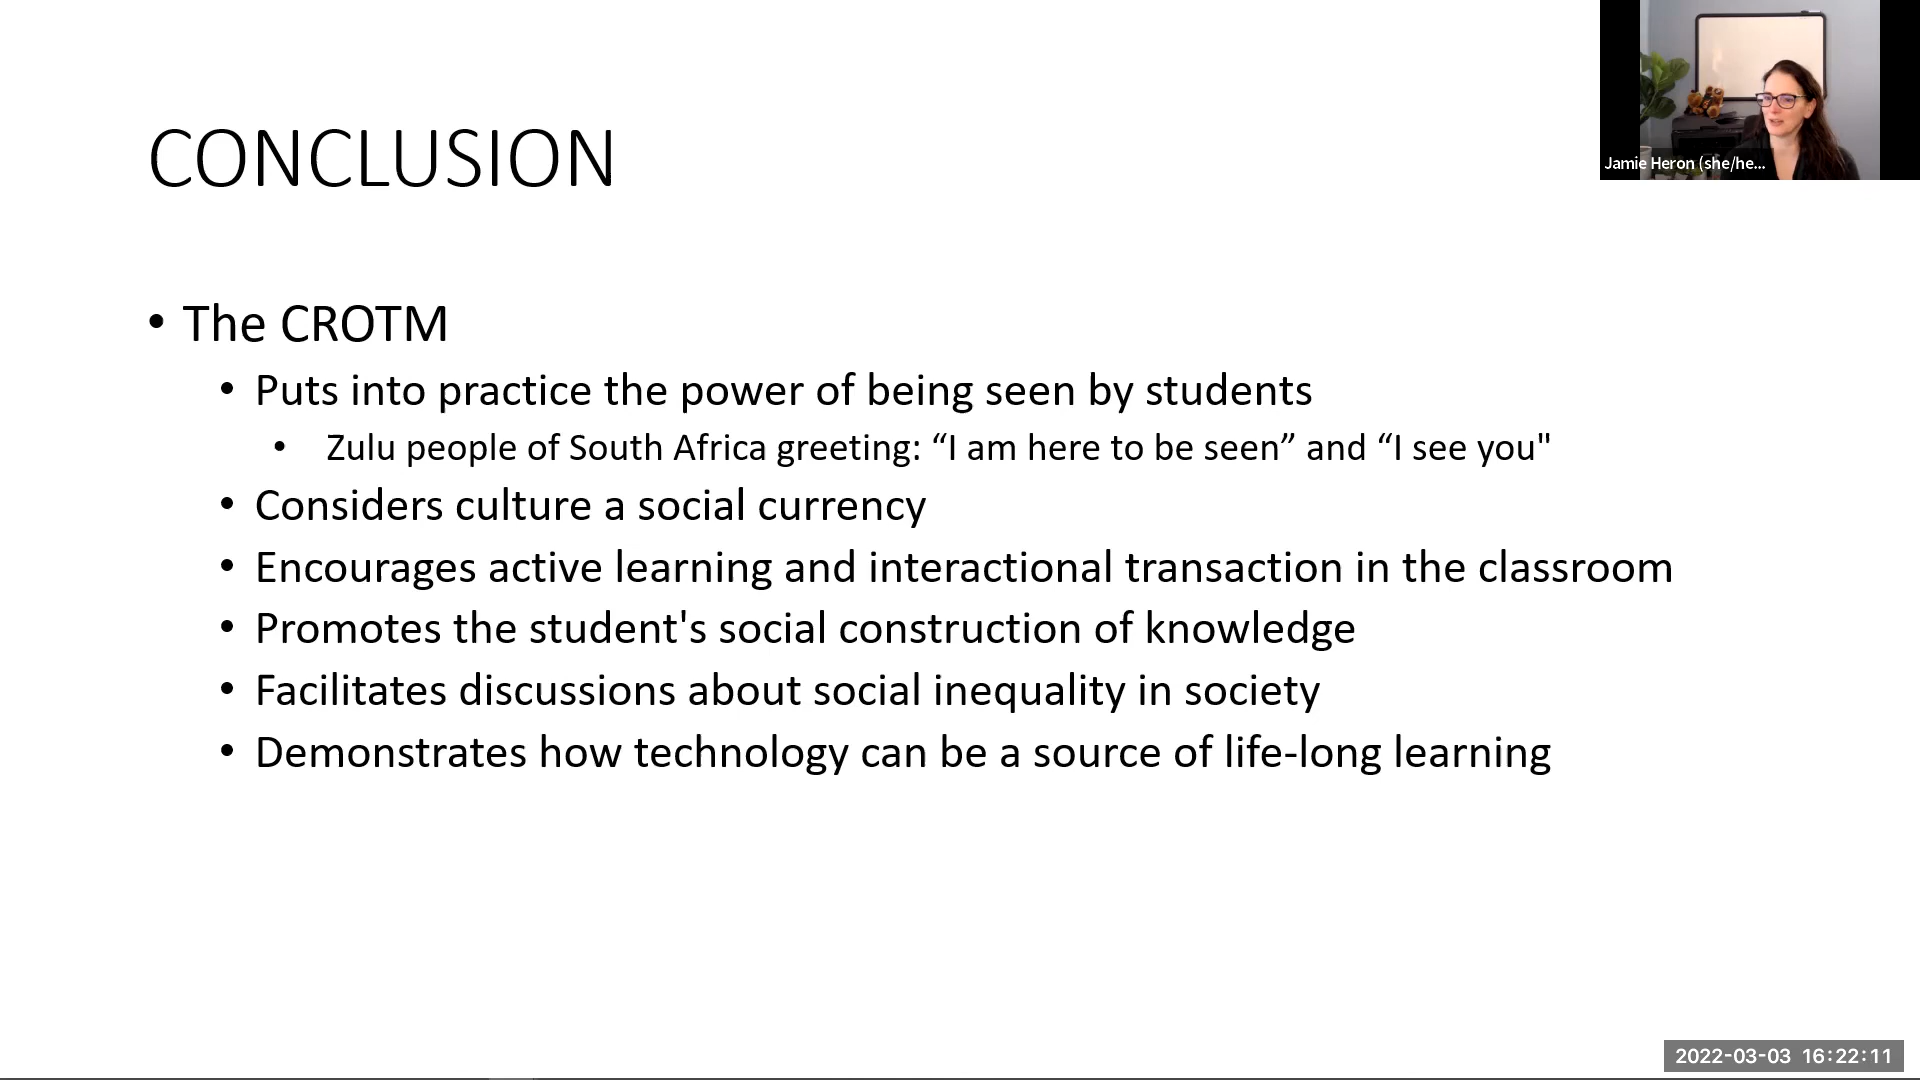 CONCLUSION
• The CROTM
• Puts into practice the power of being seen by students
• Zulu people of South Africa greeting: “I am here to be seen” and “I see you"
• Considers culture a social currency
• Encourages active learning and interactional transaction in the classroom
• Promotes the student's social construction of knowledge
• Facilitates discussions about social inequality in society
• Demonstrates how technology can be a source of life-long learning
Jamie Heron (she/he...
2022-03-03 16:22:11